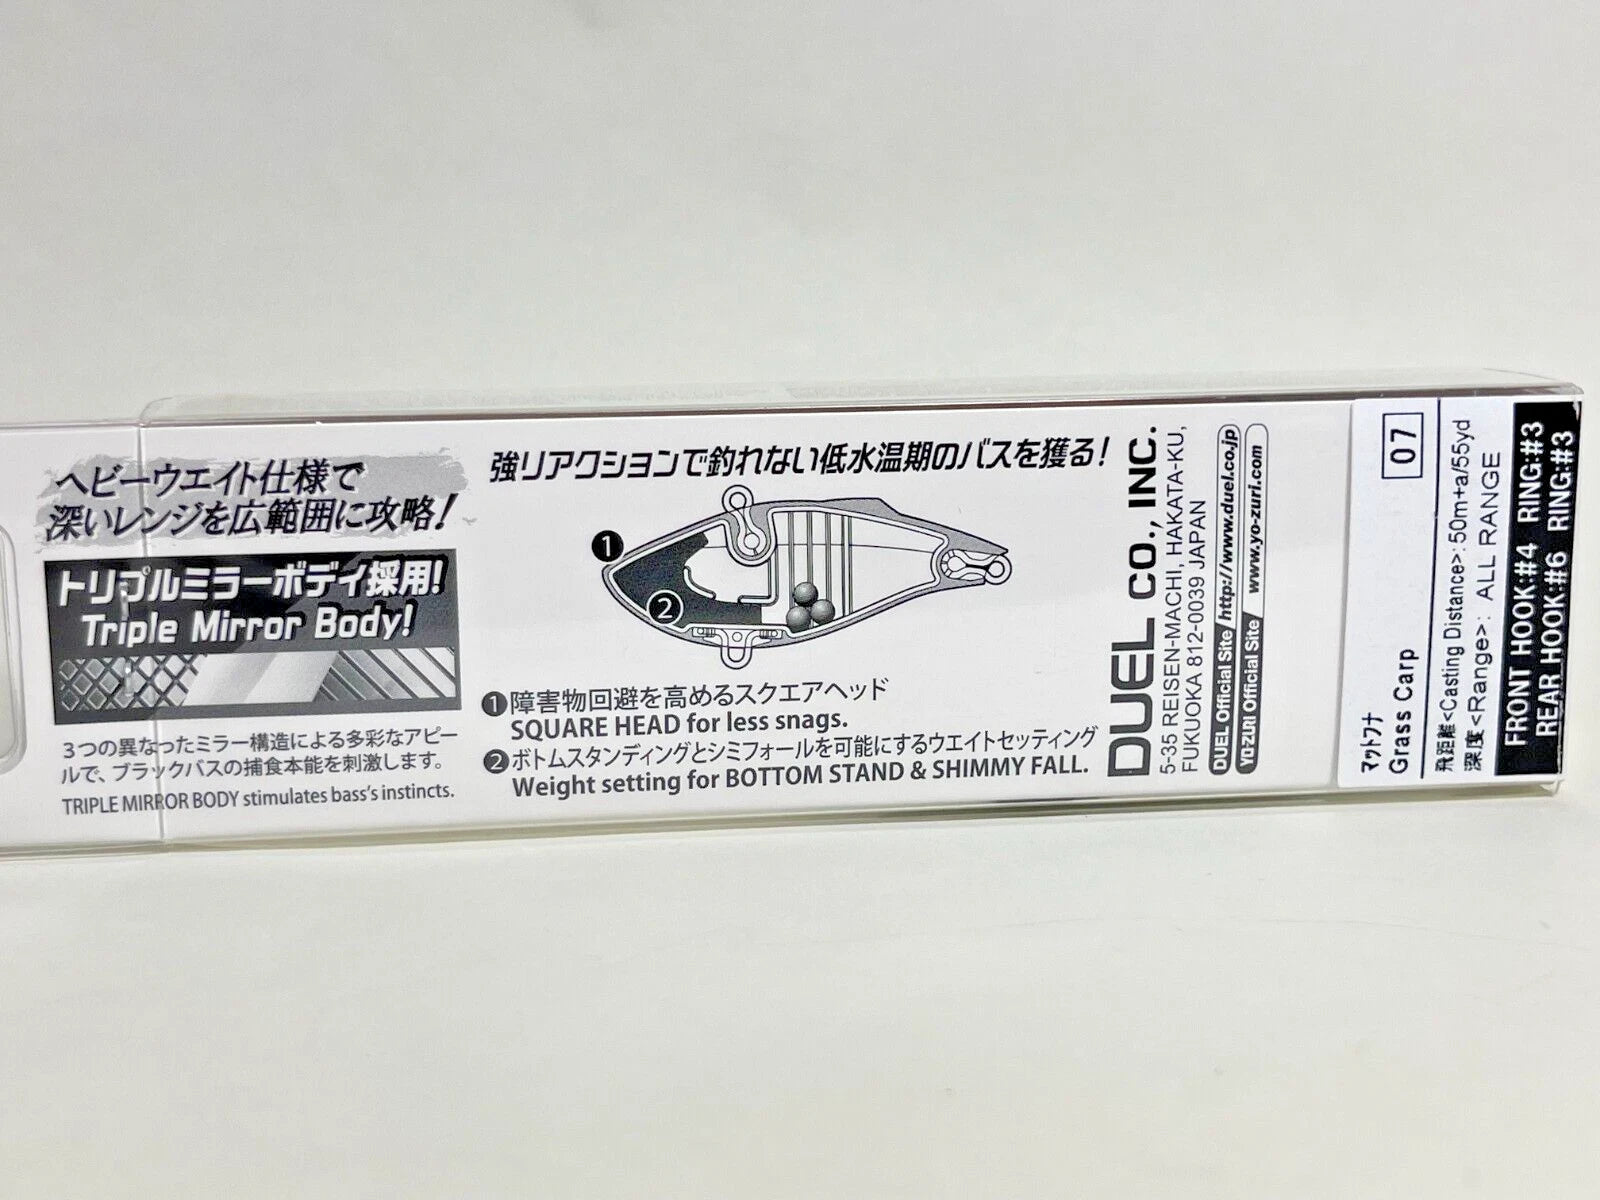 ヘビーウエイト仕様で
深いレンジを広範囲に攻略!
トリプルミラーボディ採用!
Triple Mirror Body!
3つの異なったミラー構造による多彩なアピー
ルで、ブラックバスの捕食本能を刺激します。
TRIPLE MIRROR BODY stimulates bass's instincts.
強リアクションで釣れない低水温期のバスを獲る!
1
2
1 障害物回避を高めるスクエアヘッド
SQUARE HEAD for less snags.
2 ボトムスタンディングとシミフォールを可能にするウエイトセッティング
Weight setting for BOTTOM STAND & SHIMMY FALL.
DUEL CO., INC.
5-35 REISEN-MACHI, HAKATA-KU,
FUKUOKA 812-0039 JAPAN
DUEL Official Site http://www.duel.co.jp
YO-ZURI Official Site www.yo-zuri.com
07
マットフナ
Grass Carp
飛距離<Casting Distance>: 50m+a/55yd
深度<Range>: ALL RANGE
FRONT HOOK:#4 RING:#3
REAR HOOK:#6 RING:#3